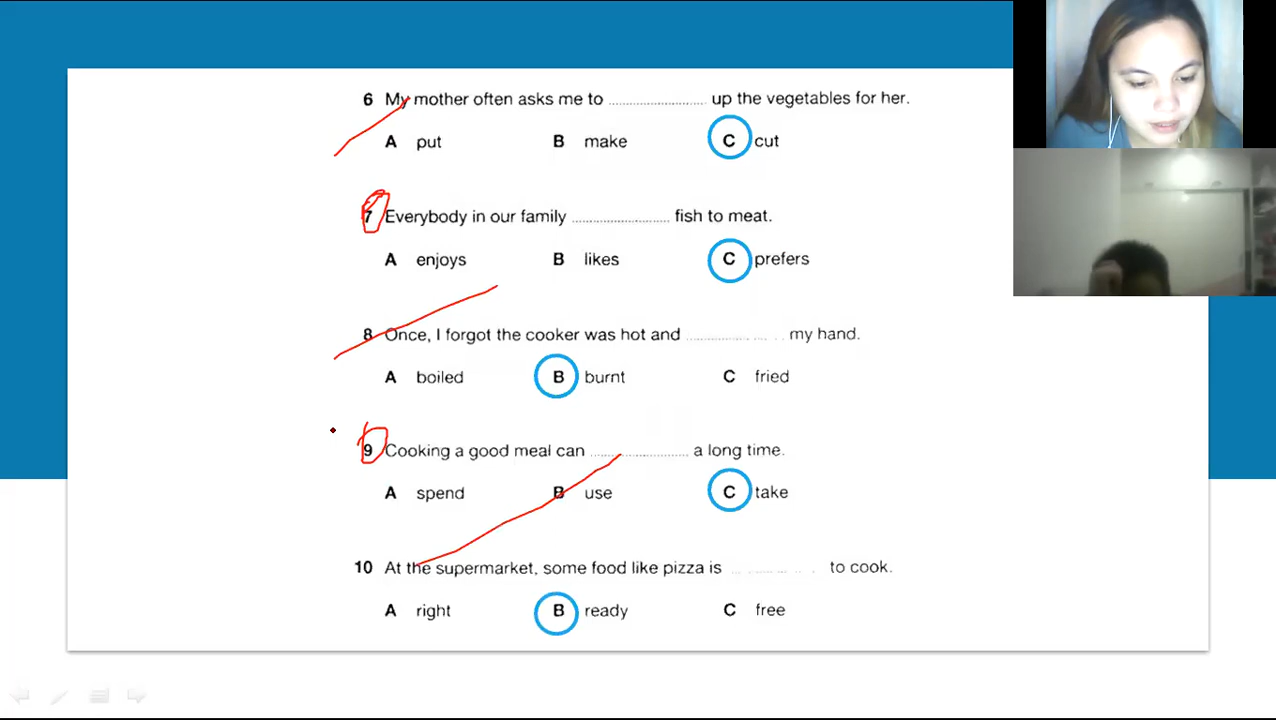 6 My mother often asks me to ........................ up the vegetables for her.
A put B make C cut
7 Everybody in our family ........................ fish to meat.
A enjoys B likes C prefers
8 Once, I forgot the cooker was hot and ........................ my hand.
A boiled B burnt C fried
9 Cooking a good meal can ........................ a long time.
A spend B use C take
10 At the supermarket, some food like pizza is ........................ to cook.
A right B ready C free